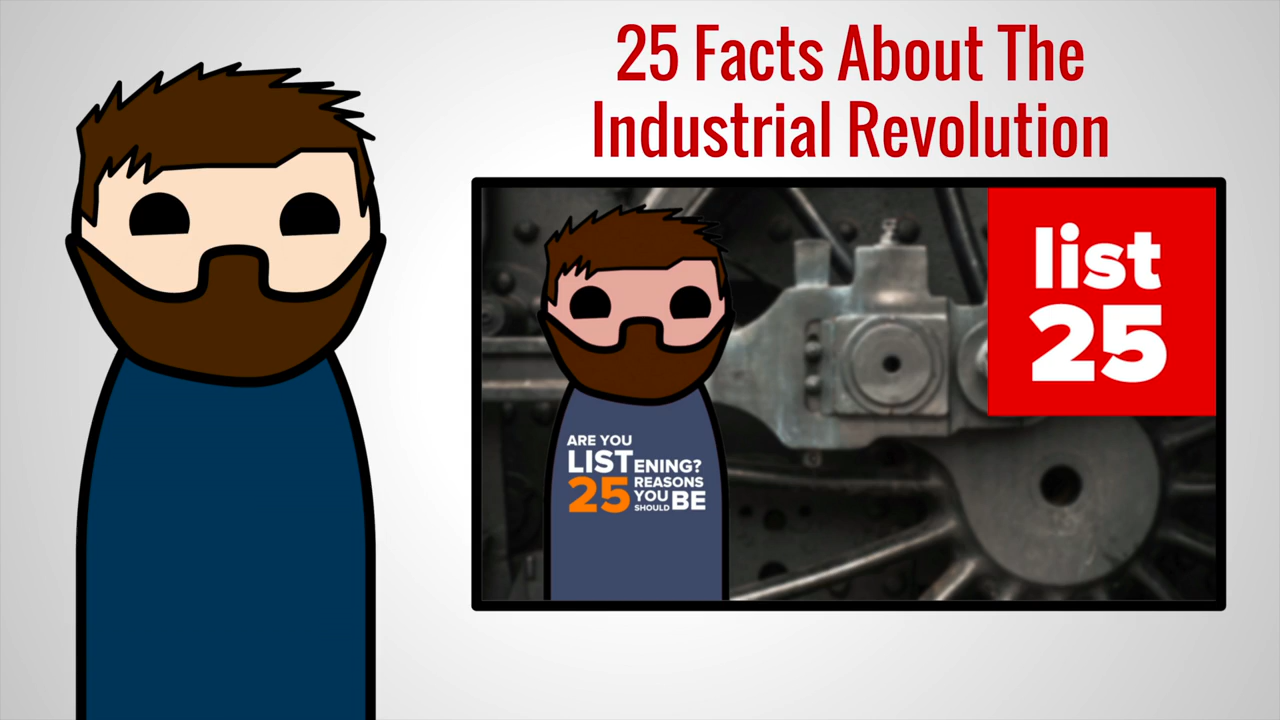 25 Facts About The
Industrial Revolution
list
25
ARE YOU
LISTENING?
25 REASONS
YOU
SHOULD BE